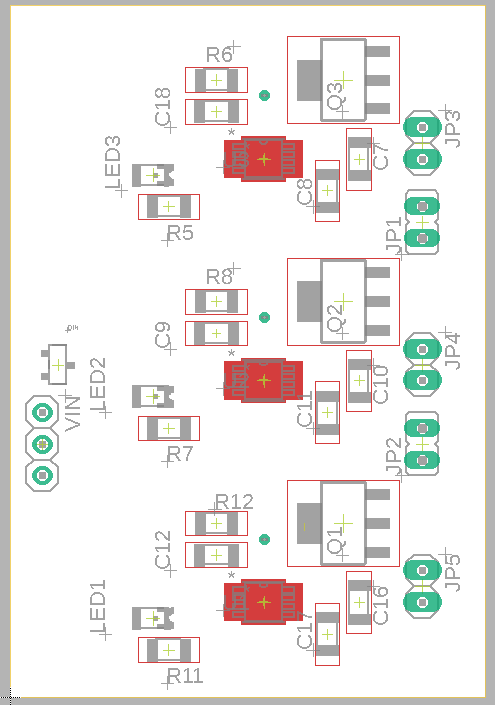 R6
C18
Q3
JP3
LED3
C7
C8
R5
JP1
R8
C9
Q2
JP4
LED2
C10
C11
VIN
R7
JP2
R12
C12
Q1
JP5
LED1
C16
C17
R11